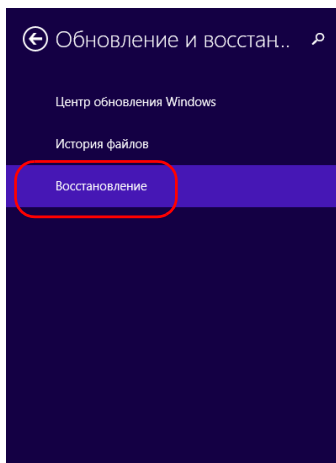 Обновление и восстан..
Центр обновления Windows
История файлов
Восстановление